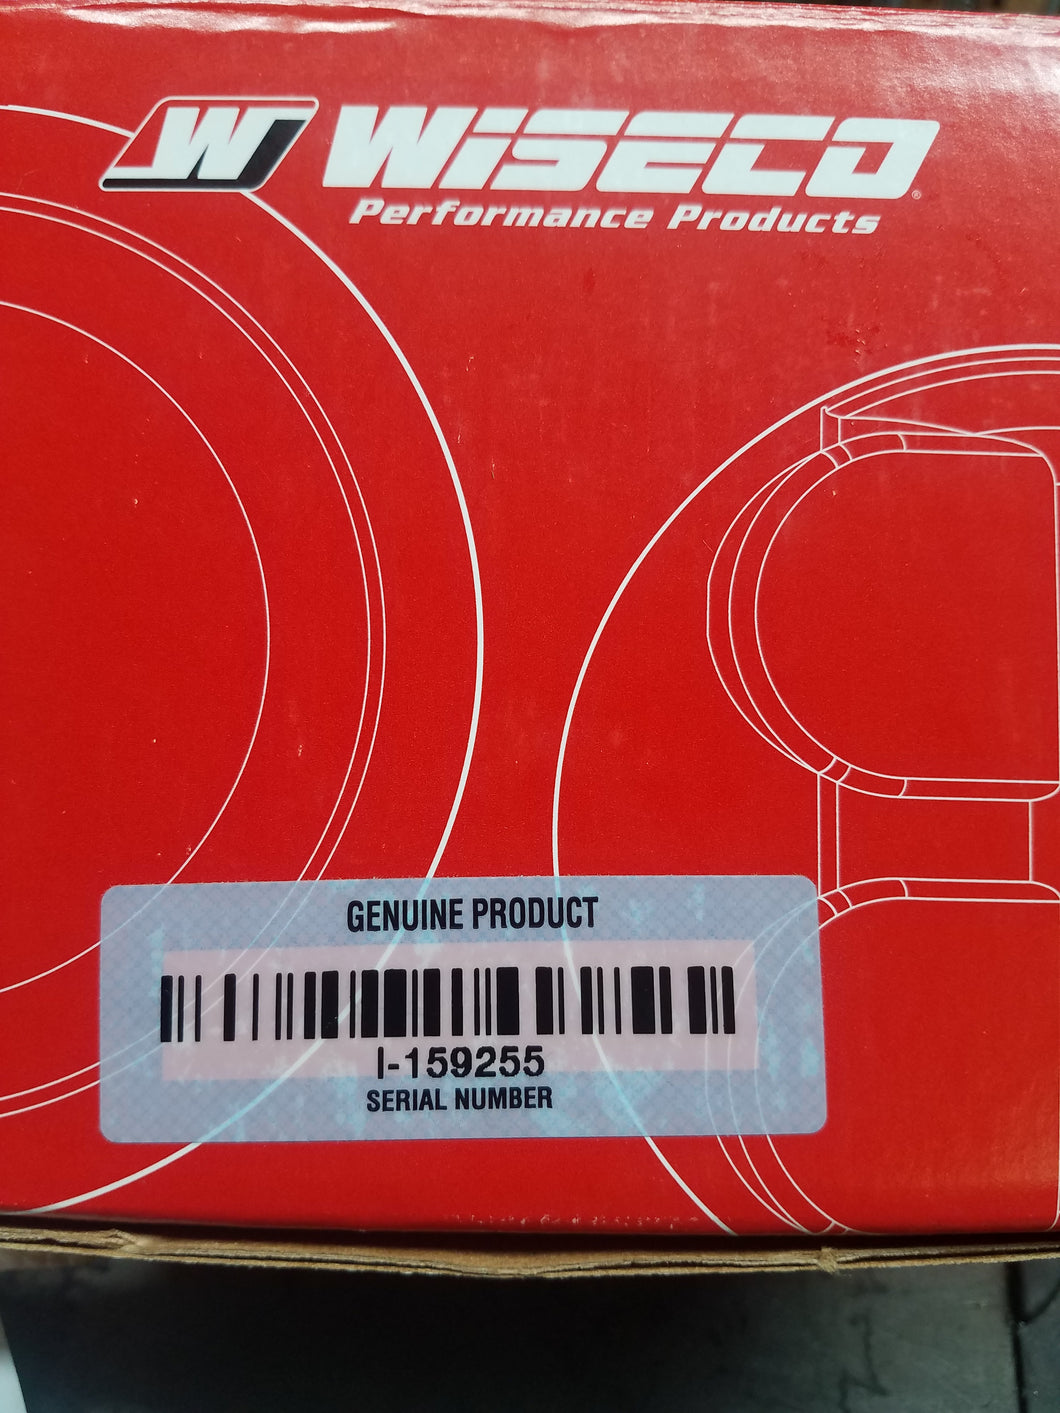 W WISECO®
Performance Products
GENUINE PRODUCT
I-159255
SERIAL NUMBER